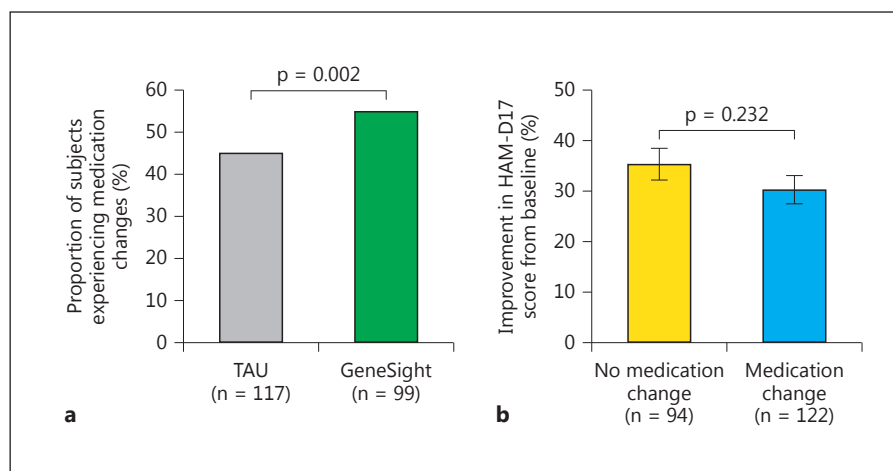 p = 0.002
Proportion of subjects
experiencing medication
changes (%)
60
50
40
30
20
10
0
TAU
(n = 117)
GeneSight
(n = 99)
a
p = 0.232
Improvement in HAM-D17
score from baseline (%)
50
40
30
20
10
0
No medication
change
(n = 94)
Medication
change
(n = 122)
b